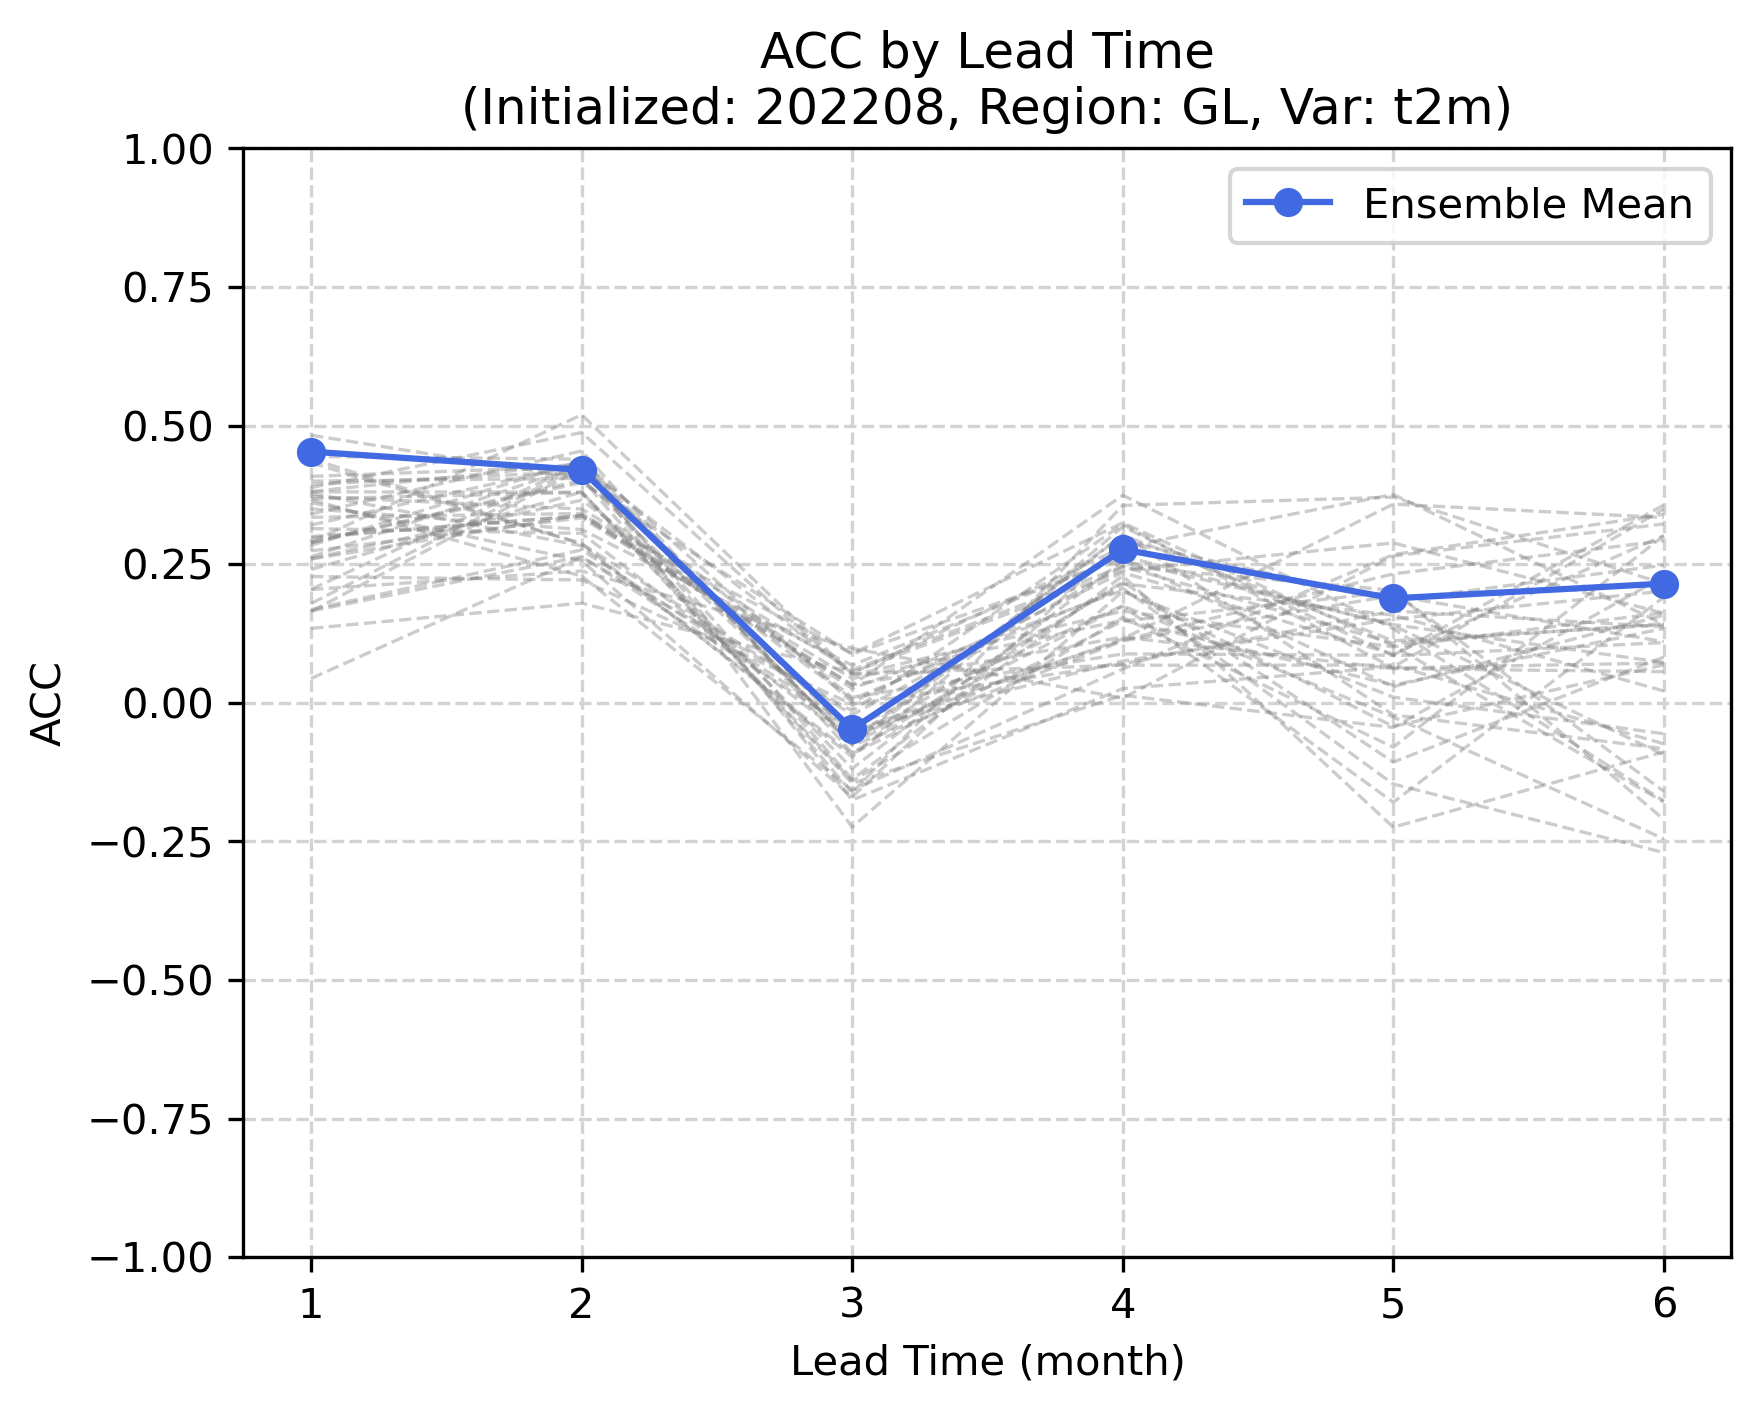 ACC by Lead Time
(Initialized: 202208, Region: GL, Var: t2m)
Ensemble Mean
1.00
0.75
0.50
0.25
0.00
−0.25
−0.50
−0.75
−1.00
ACC
1 2 3 4 5 6
Lead Time (month)